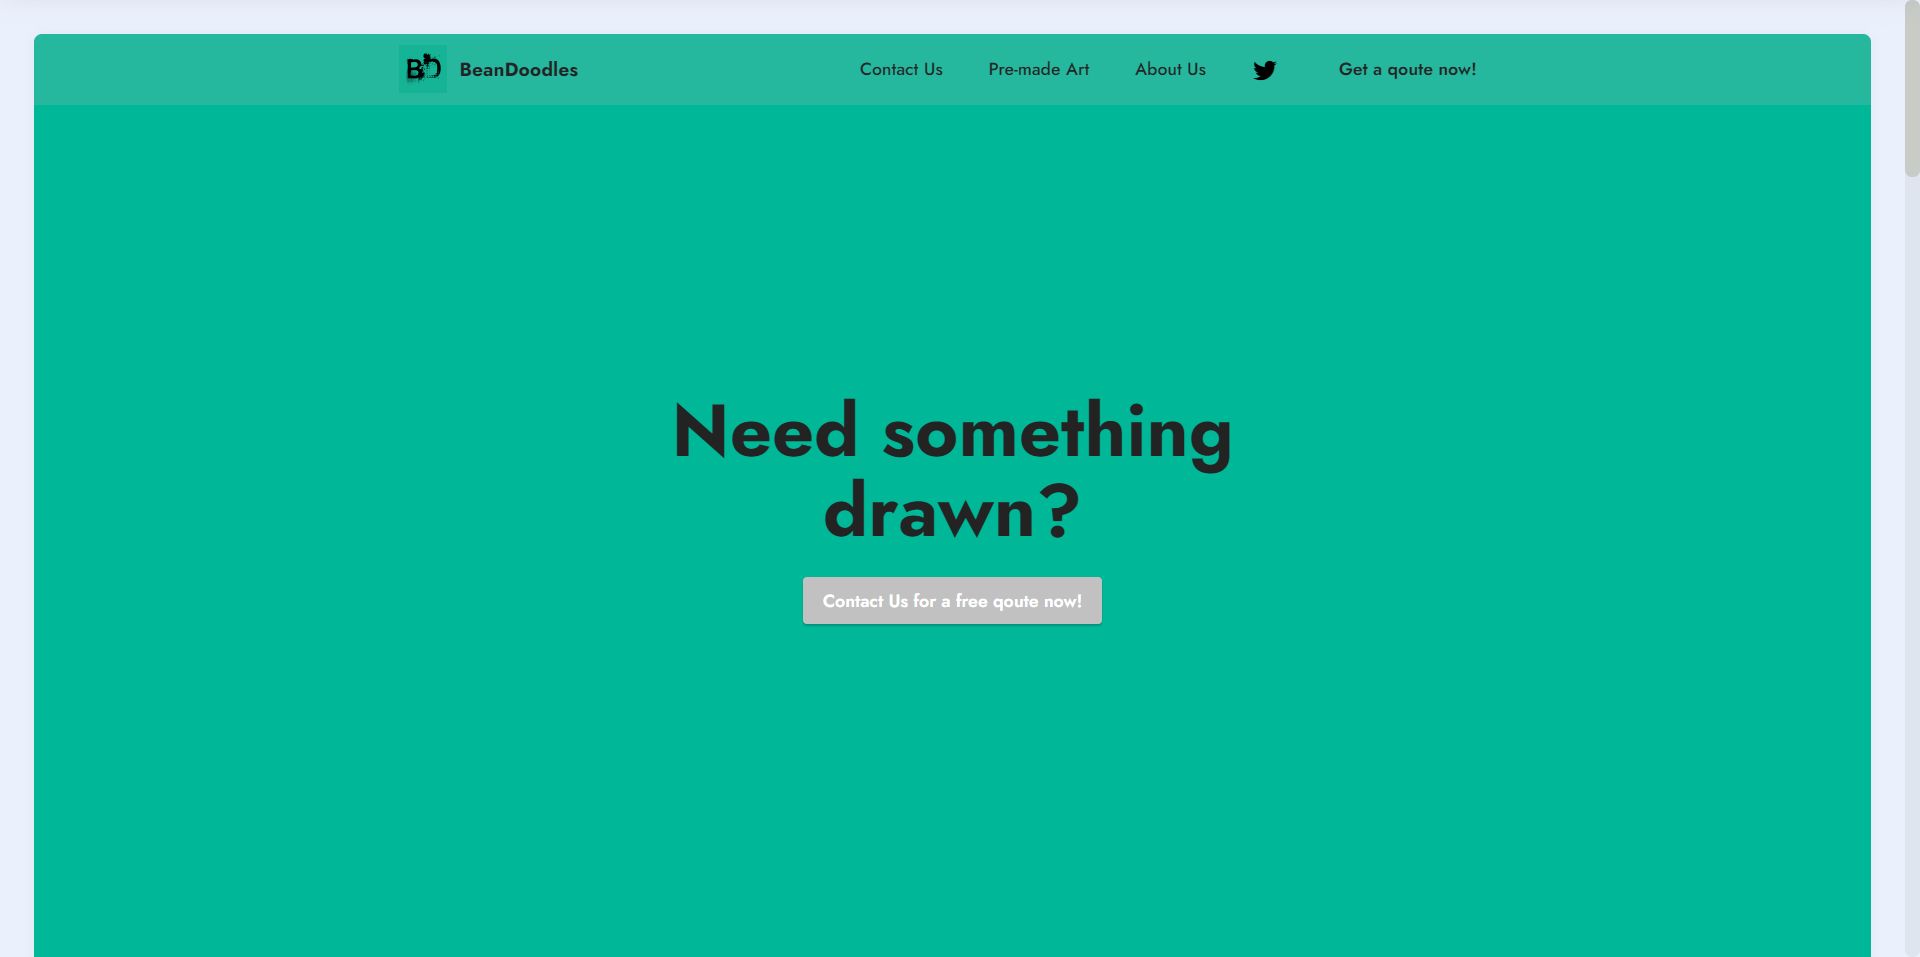 BD BeanDoodles
Contact Us
Pre-made Art
About Us
Get a qoute now!
Need something
drawn?
Contact Us for a free qoute now!